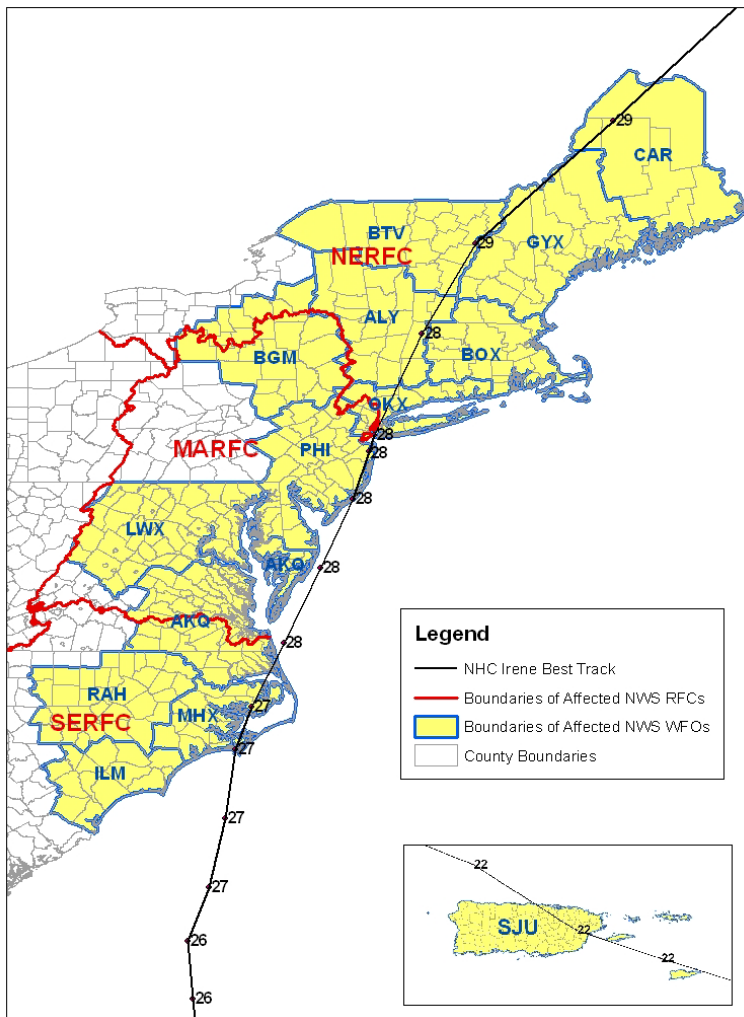 29
CAR
BTV
29
GYX
NERFC
ALY
28
BGM
BOX
OKX
MARFC
PHI
28
28
28
LWX
AKQ
28
AKQ
28
RAH
27
MHX
SERFC
27
ILM
27
27
26
26
Legend
NHC Irene Best Track
Boundaries of Affected NWS RFCs
Boundaries of Affected NWS WFOs
County Boundaries
22
SJU
22
22